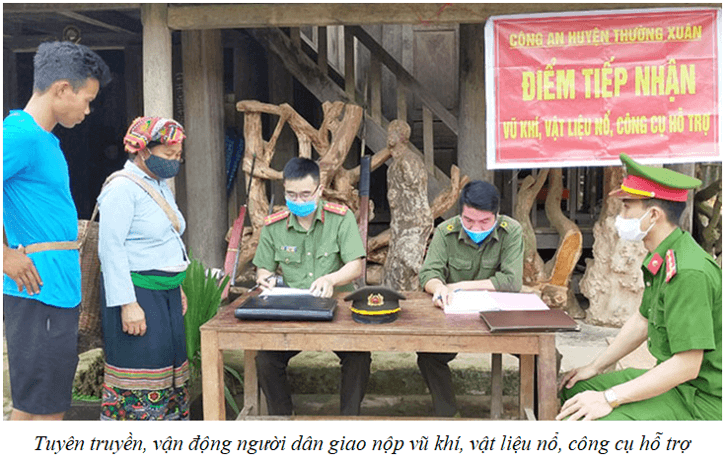 CÔNG AN HUYỆN THƯỜNG XUÂN
ĐIỂM TIẾP NHẬN
VŨ KHÍ, VẬT LIỆU NỔ, CÔNG CỤ HỖ TRỢ
Tuyên truyền, vận động người dân giao nộp vũ khí, vật liệu nổ, công cụ hỗ trợ